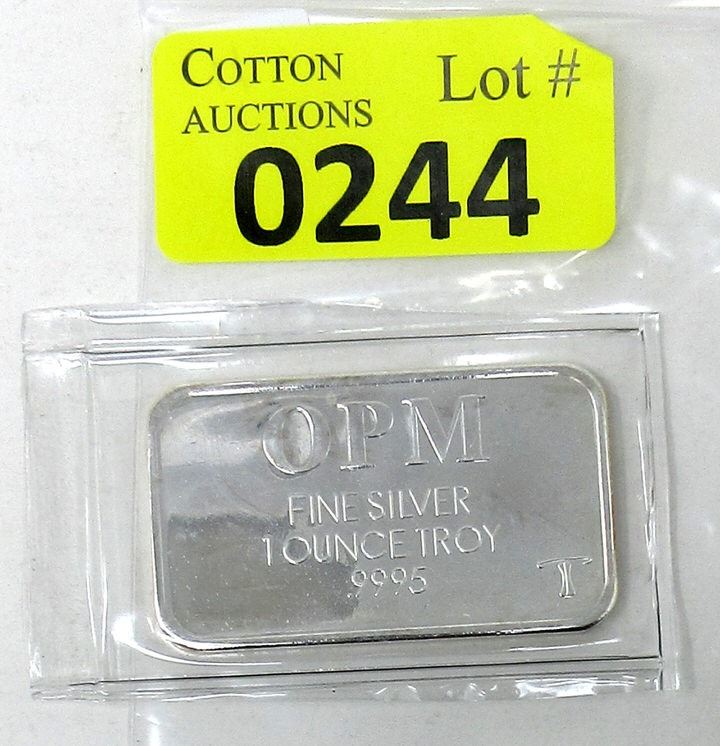 COTTON
AUCTIONS
Lot #
0244
OPM
FINE SILVER
1 OUNCE TROY
.9995
T